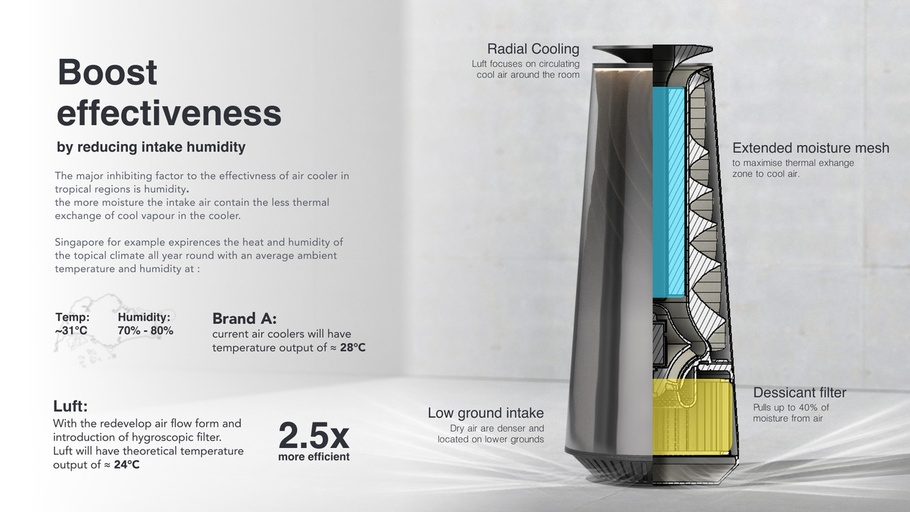 Boost
effectiveness
by reducing intake humidity
The major inhibiting factor to the effectivness of air cooler in
tropical regions is humidity.
the more moisture the intake air contain the less thermal
exchange of cool vapour in the cooler.
Singapore for example expirences the heat and humidity of
the topical climate all year round with an average ambient
temperature and humidity at :
Temp:
~31°C
Humidity:
70% - 80%
Brand A:
current air coolers will have
temperature output of ≈ 28°C
Luft:
With the redevelop air flow form and
introduction of hygroscopic filter.
Luft will have theoretical temperature
output of ≈ 24°C
2.5x
more efficient
Radial Cooling
Luft focuses on circulating
cool air around the room
Extended moisture mesh
to maximise thermal exhange
zone to cool air.
Low ground intake
Dry air are denser and
located on lower grounds
Dessicant filter
Pulls up to 40% of
moisture from air